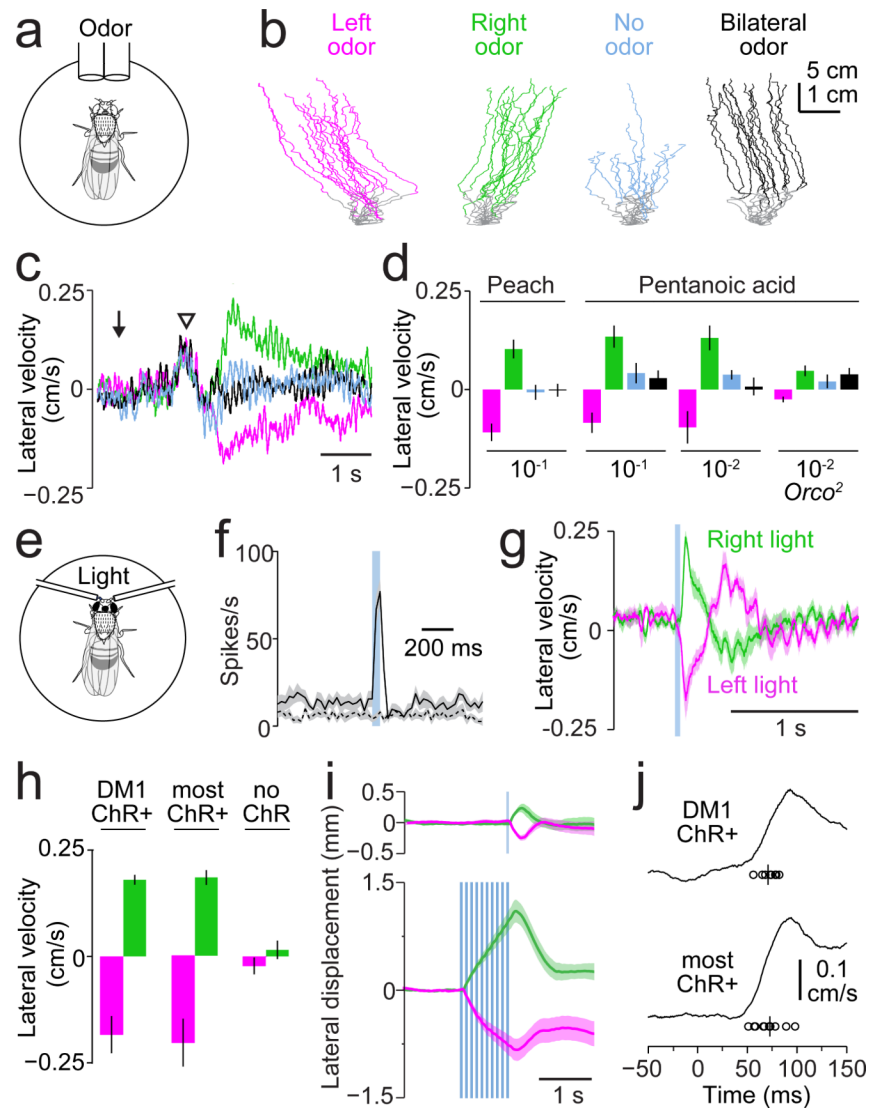 a
Odor
b
Left odor
Right odor
No odor
Bilateral odor
5 cm
1 cm
c
Lateral velocity (cm/s)
0.25
0
−0.25
1 s
d
Lateral velocity (cm/s)
0.25
0
−0.25
Peach
Pentanoic acid
10⁻¹
10⁻¹
10⁻²
10⁻²
Orco²
e
Light
f
Spikes/s
100
50
0
200 ms
g
Lateral velocity (cm/s)
0.25
0
-0.25
Right light
Left light
1 s
h
DM1 ChR+
most ChR+
no ChR
Lateral velocity (cm/s)
0.25
0
−0.25
i
Lateral displacement (mm)
0.5
0
−0.5
1.5
0
−1.5
1 s
j
DM1 ChR+
most ChR+
0.1 cm/s
−50
0
50
100
150
Time (ms)